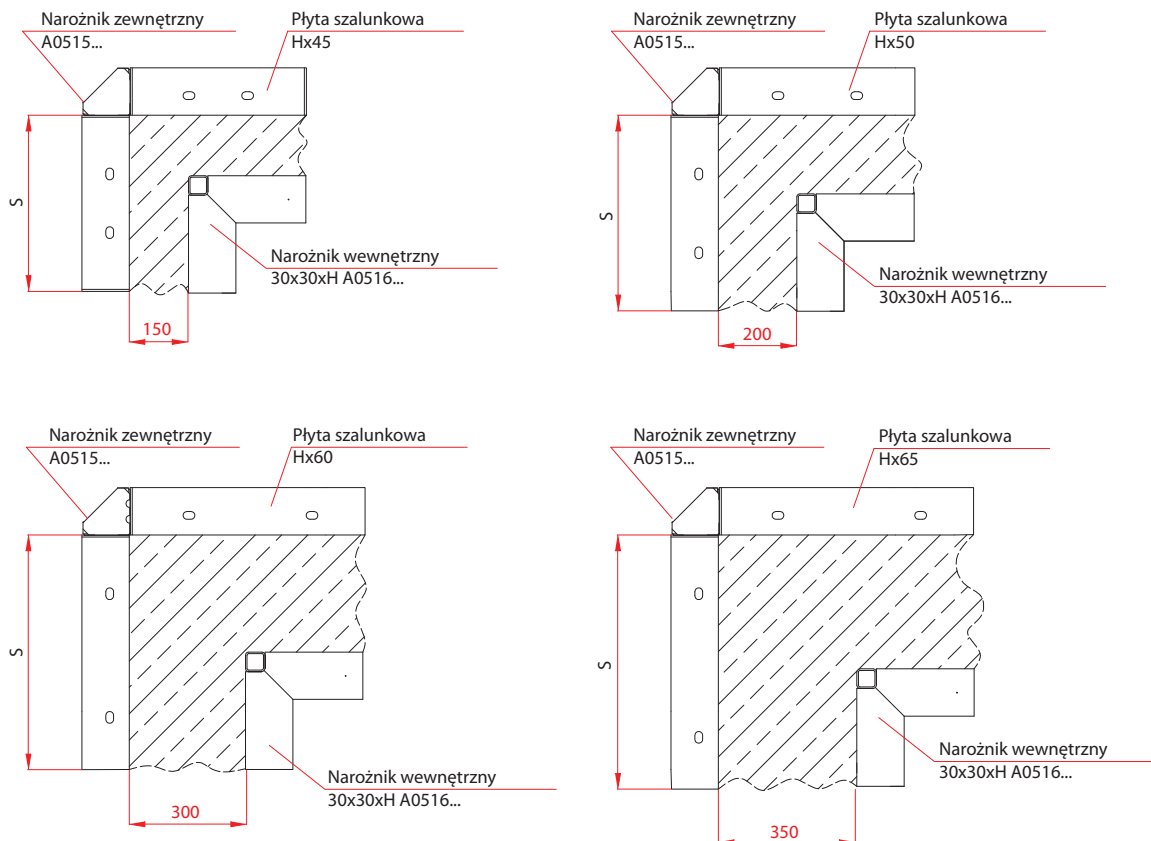 Narożnik zewnętrzny
A0515...
Płyta szalunkowa
Hx45
S
Narożnik wewnętrzny
30x30xH A0516...
150
Narożnik zewnętrzny
A0515...
Płyta szalunkowa
Hx50
S
Narożnik wewnętrzny
30x30xH A0516...
200
Narożnik zewnętrzny
A0515...
Płyta szalunkowa
Hx60
S
Narożnik wewnętrzny
30x30xH A0516...
300
Narożnik zewnętrzny
A0515...
Płyta szalunkowa
Hx65
S
Narożnik wewnętrzny
30x30xH A0516...
350